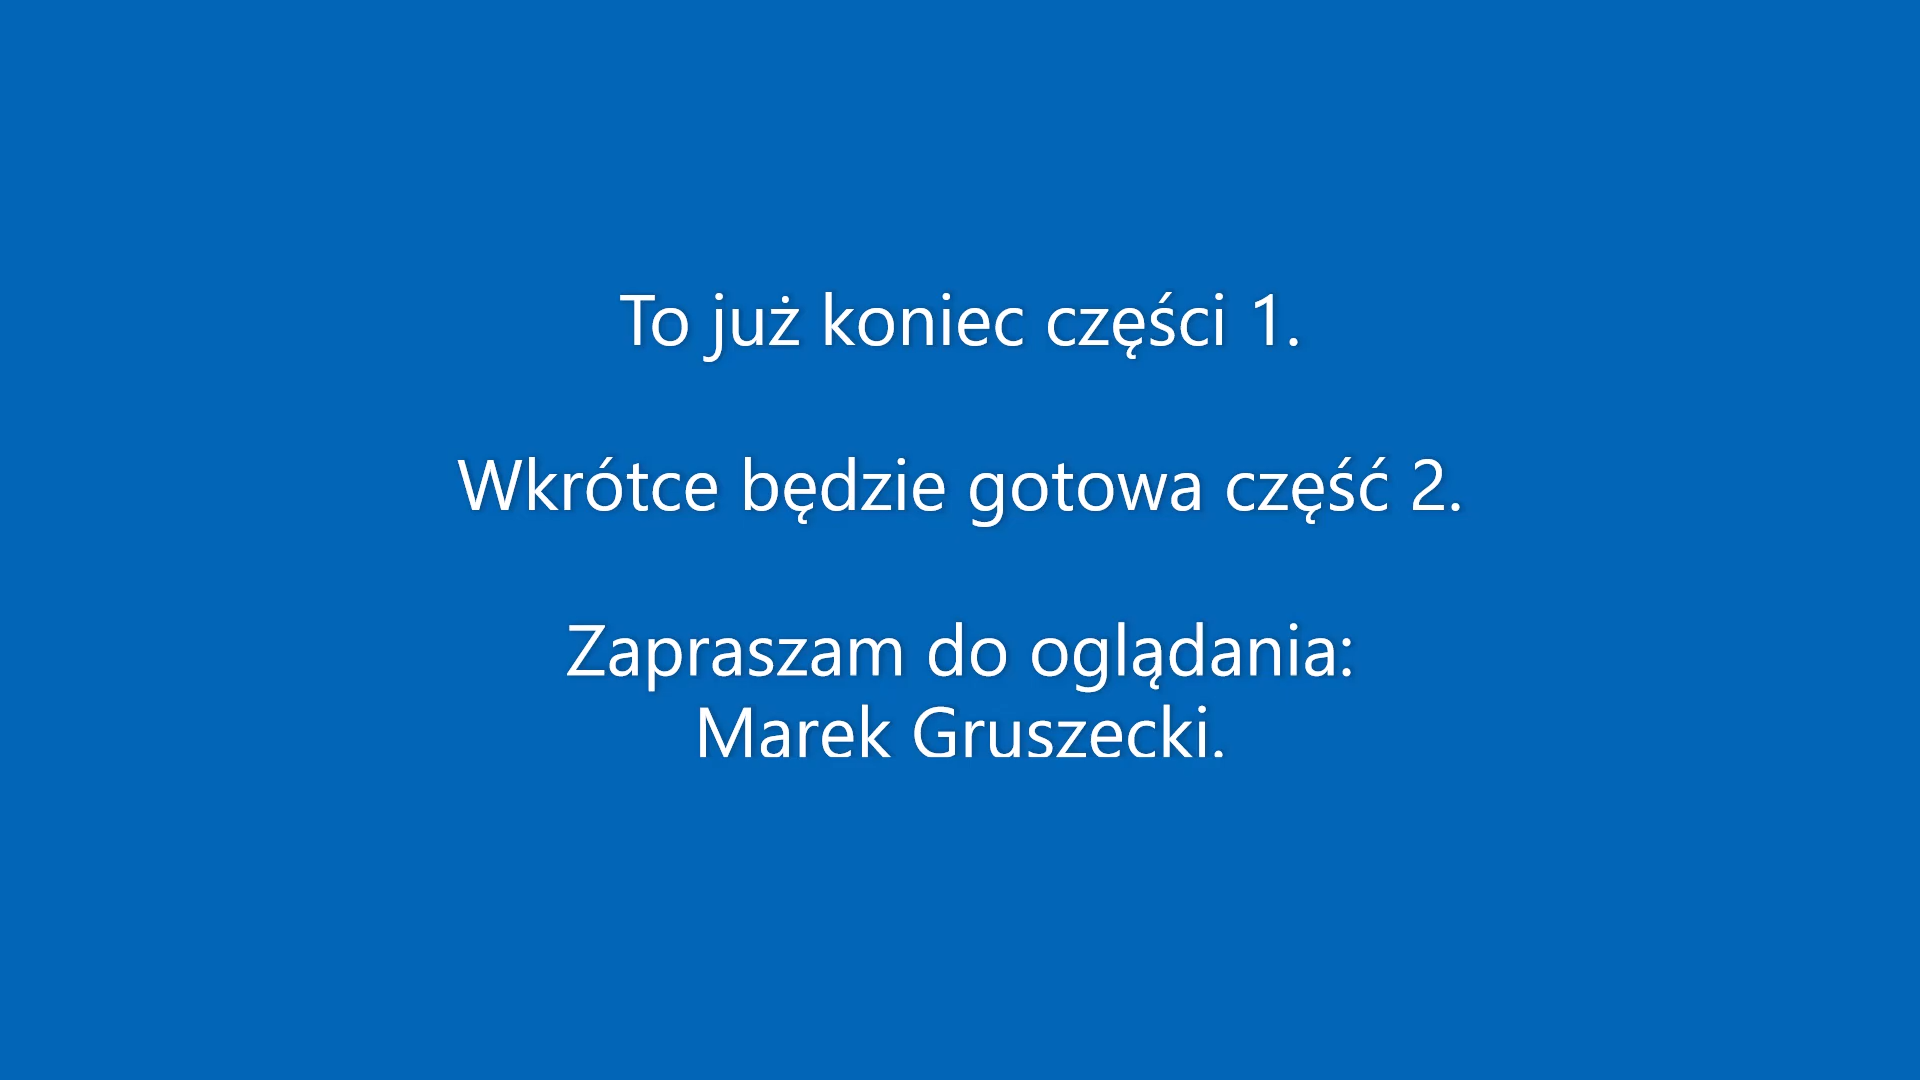 To już koniec części 1.
Wkrótce będzie gotowa część 2.
Zapraszam do oglądania:
Marek Gruszecki.